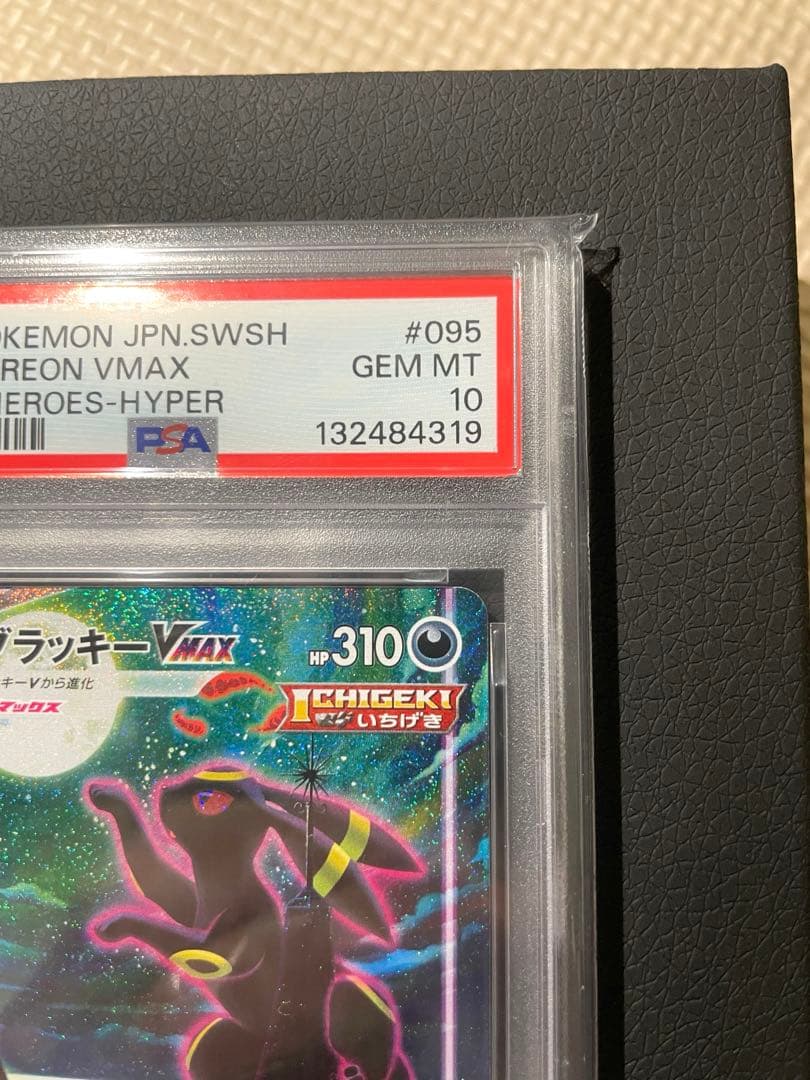 OKEMON JPN.SWSH #095
REON VMAX GEM MT
HEROES-HYPER 10
PSA 132484319
ブラッキーVMAX HP310
ッキーVから進化
マックス
ICHIGEKI
いちげき